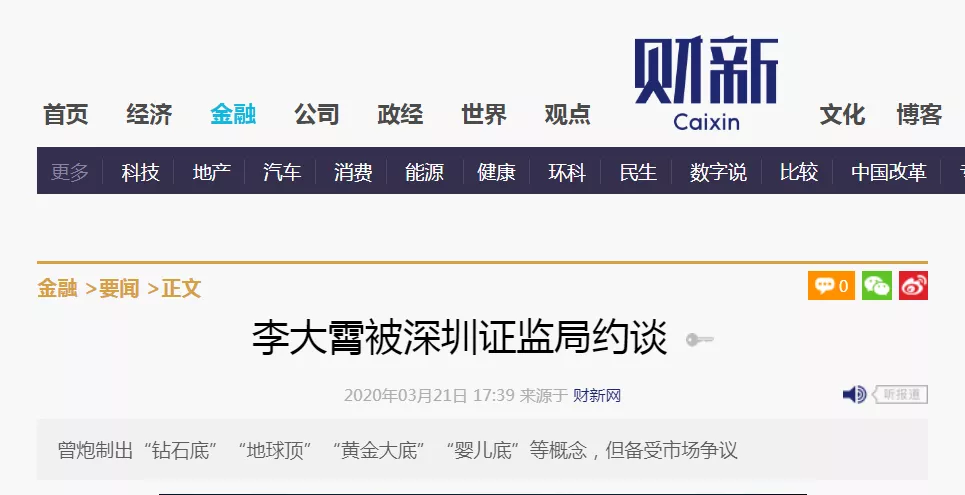 财新
Caixin
首页 经济 金融 公司 政经 世界 观点 文化 博客
更多 科技 地产 汽车 消费 能源 健康 环科 民生 数字说 比较 中国改革
金融 >要闻 >正文
0
李大霄被深圳证监局约谈
2020年03月21日 17:39 来源于 财新网
听报道
曾炮制出“钻石底”“地球顶”“黄金大底”“婴儿底”等概念，但备受市场争议